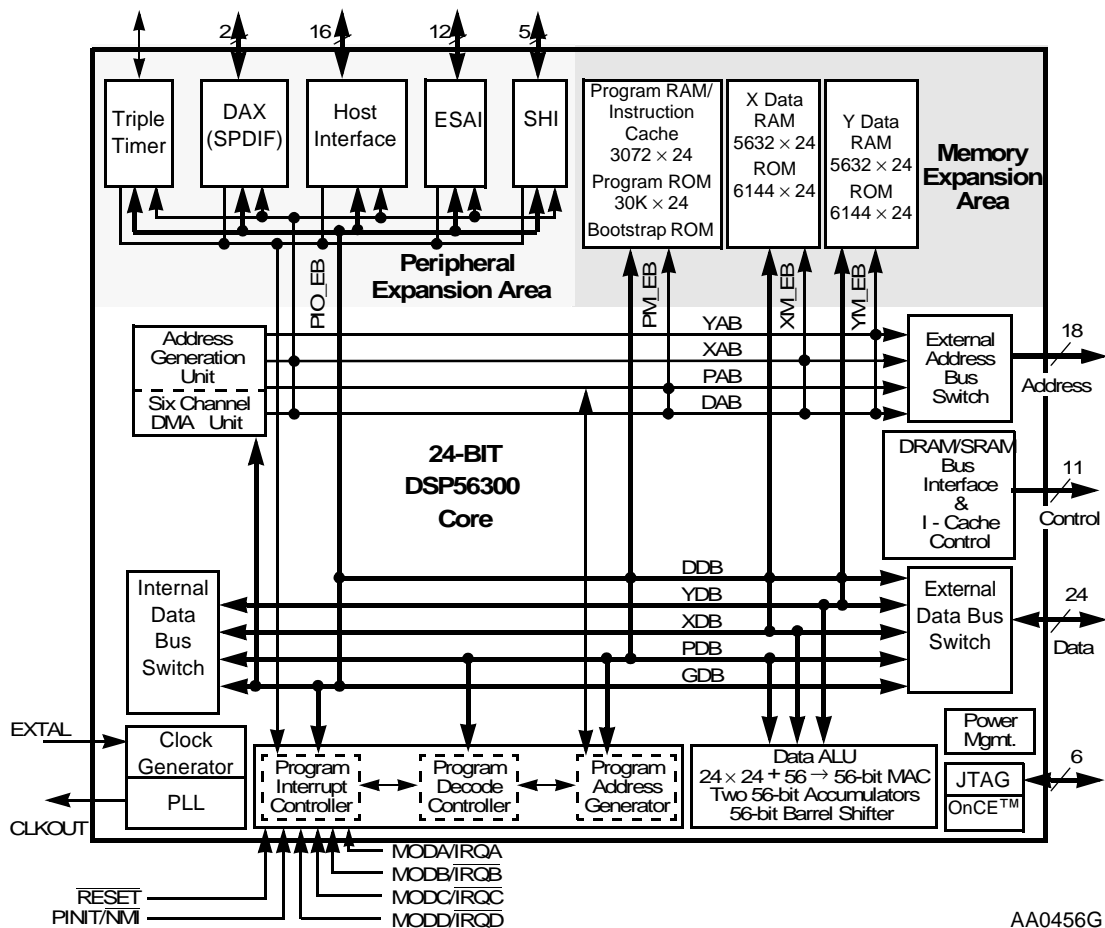 2
16
12
5
Triple
Timer
DAX
(SPDIF)
Host
Interface
ESAI
SHI
Program RAM/
Instruction
Cache
3072 × 24
Program ROM
30K × 24
Bootstrap ROM
X Data
RAM
5632 × 24
ROM
6144 × 24
Y Data
RAM
5632 × 24
ROM
6144 × 24
Memory
Expansion
Area
Peripheral
Expansion Area
PIO_EB
PM_EB
XM_EB
YM_EB
Address
Generation
Unit
Six Channel
DMA Unit
YAB
XAB
PAB
DAB
External
Address
Bus
Switch
18
Address
24-BIT
DSP56300
Core
DRAM/SRAM
Bus
Interface
&
I - Cache
Control
11
Control
Internal
Data
Bus
Switch
DDB
YDB
XDB
PDB
GDB
External
Data Bus
Switch
24
Data
EXTAL
Clock
Generator
PLL
CLKOUT
Program
Interrupt
Controller
Program
Decode
Controller
Program
Address
Generator
Data ALU
24 × 24 + 56 → 56-bit MAC
Two 56-bit Accumulators
56-bit Barrel Shifter
Power
Mgmt.
JTAG
OnCE™
6
MODA/IRQA
MODB/IRQB
MODC/IRQC
MODD/IRQD
RESET
PINIT/NMI
AA0456G